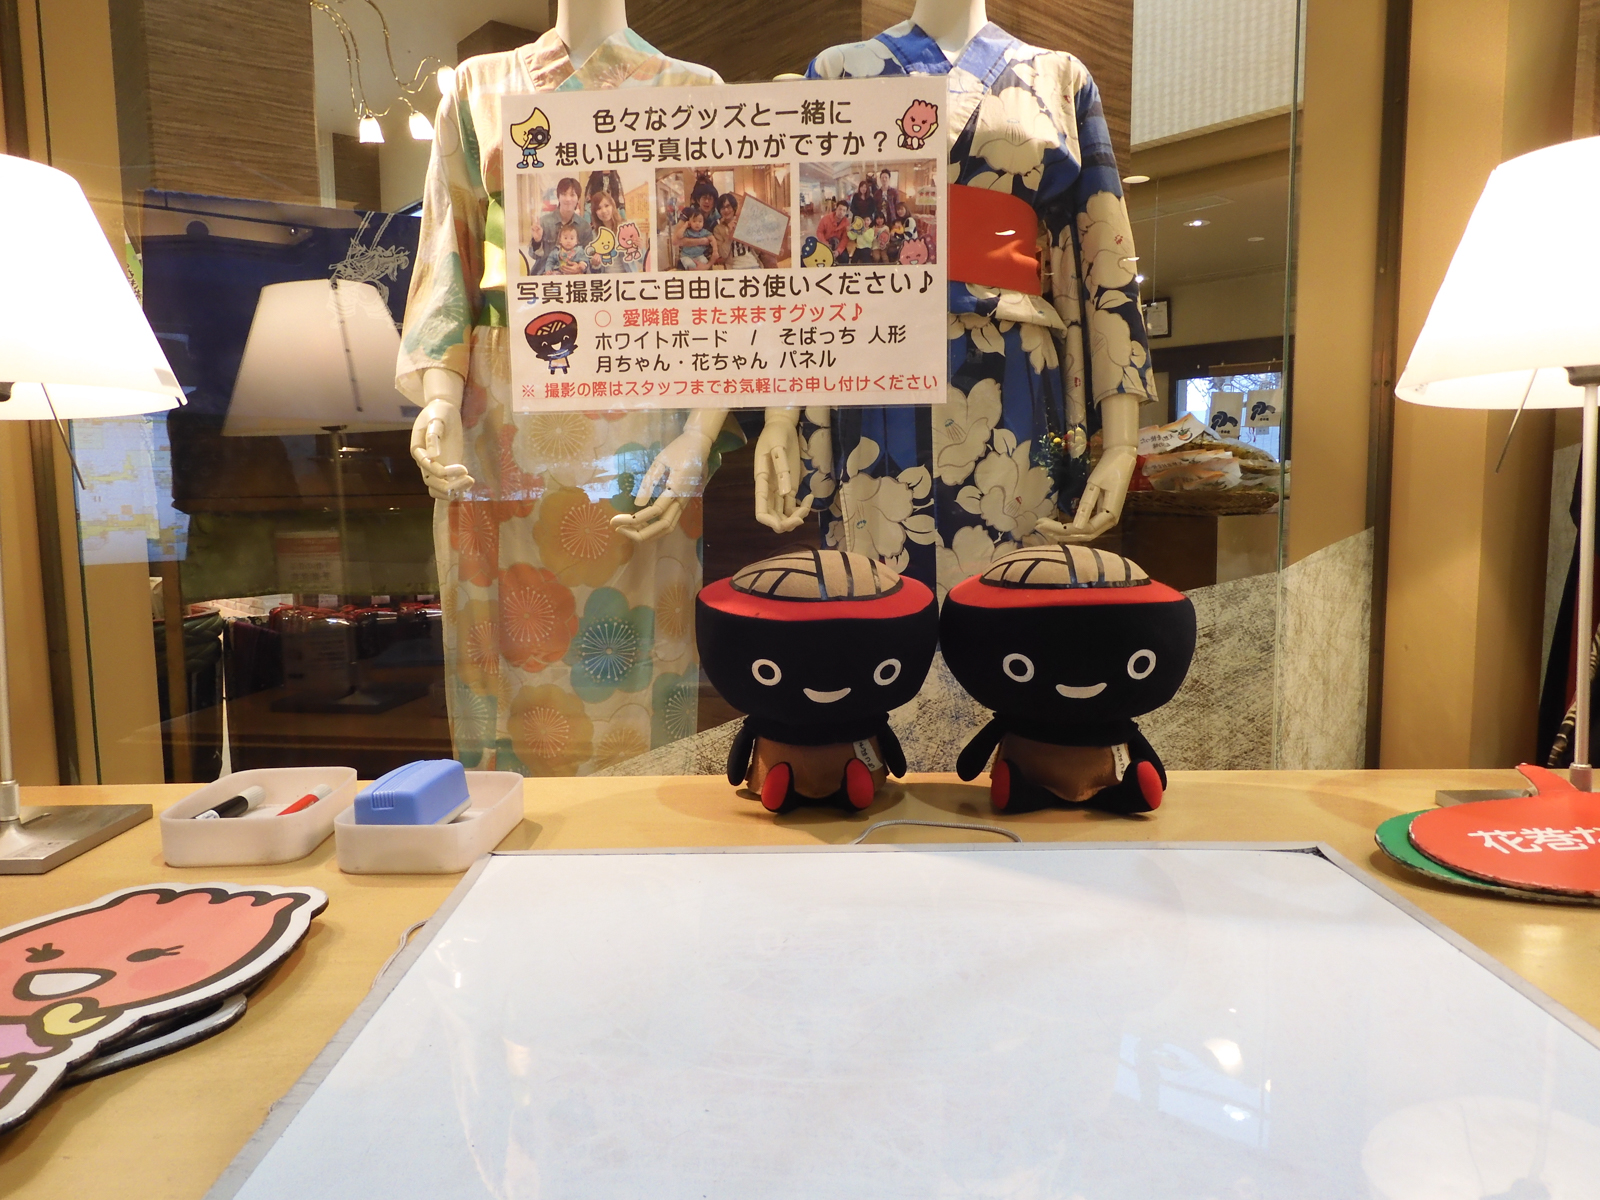 色々なグッズと一緒に
想い出写真はいかがですか？
写真撮影にご自由にお使いください♪
○ 愛隣館 また来ますグッズ♪
ホワイトボード / そばっち 人形
月ちゃん・花ちゃん パネル
※ 撮影の際はスタッフまでお気軽にお申し付けください
花巻